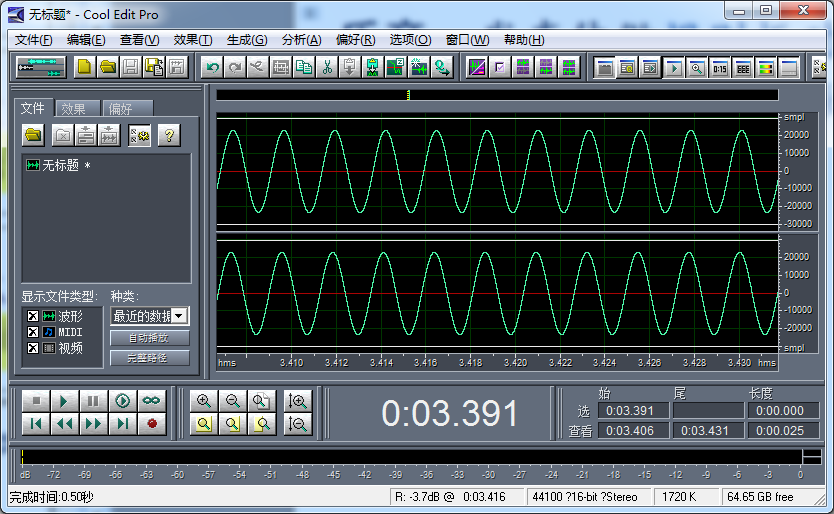 无标题* - Cool Edit Pro
文件(F) 编辑(E) 查看(V) 效果(T) 生成(G) 分析(A) 偏好(R) 选项(O) 窗口(W) 帮助(H)
0:15
文件 效果 偏好
无标题 *
显示文件类型: 种类:
波形 最近的数据
MIDI 自动播放
视频 完整路径
smpl
20000
10000
0
-10000
-20000
-30000
20000
10000
0
-10000
-20000
smpl
hms 3.410 3.412 3.414 3.416 3.418 3.420 3.422 3.424 3.426 3.428 3.430 hms
0:03.391
始 尾 长度
选 0:03.391 0:00.000
查看 0:03.406 0:03.431 0:00.025
dB -72 -69 -66 -63 -60 -57 -54 -51 -48 -45 -42 -39 -36 -33 -30 -27 -24 -21 -18 -15 -12 -9 -6 -3 0
完成时间:0.50秒 R: -3.7dB @ 0:03.416 44100 ?16-bit ?Stereo 1720 K 64.65 GB free